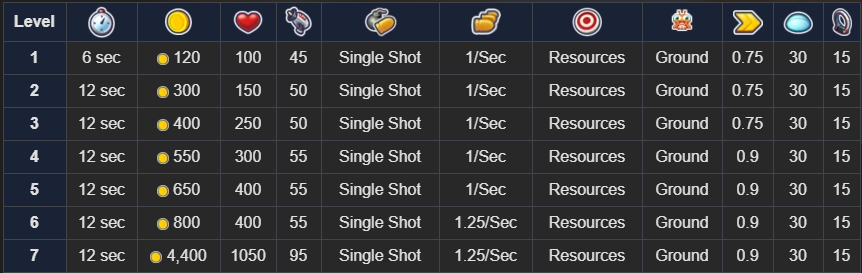 Level
1 6 sec 120 100 45 Single Shot 1/Sec Resources Ground 0.75 30 15
2 12 sec 300 150 50 Single Shot 1/Sec Resources Ground 0.75 30 15
3 12 sec 400 250 50 Single Shot 1/Sec Resources Ground 0.75 30 15
4 12 sec 550 300 55 Single Shot 1/Sec Resources Ground 0.9 30 15
5 12 sec 650 400 55 Single Shot 1/Sec Resources Ground 0.9 30 15
6 12 sec 800 400 55 Single Shot 1.25/Sec Resources Ground 0.9 30 15
7 12 sec 4,400 1050 95 Single Shot 1.25/Sec Resources Ground 0.9 30 15